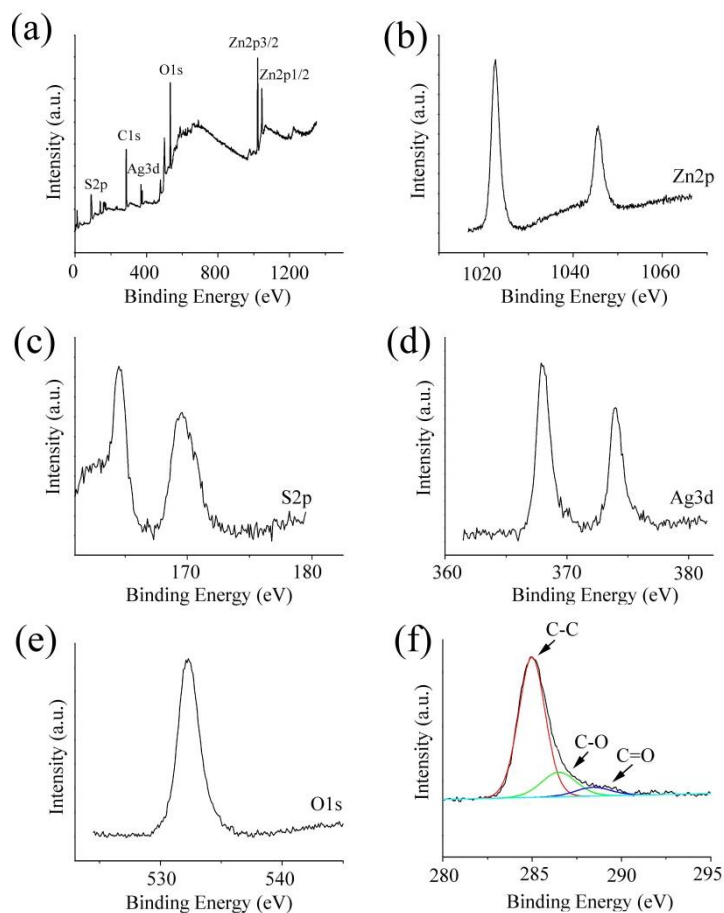 (a)
Intensity (a.u.)
S2p
C1s
Ag3d
O1s
Zn2p3/2
Zn2p1/2
0 400 800 1200
Binding Energy (eV)
(b)
Intensity (a.u.)
Zn2p
1020 1040 1060
Binding Energy (eV)
(c)
Intensity (a.u.)
S2p
170 180
Binding Energy (eV)
(d)
Intensity (a.u.)
Ag3d
360 370 380
Binding Energy (eV)
(e)
Intensity (a.u.)
O1s
530 540
Binding Energy (eV)
(f)
Intensity (a.u.)
C-C
C-O
C=O
280 285 290 295
Binding Energy (eV)